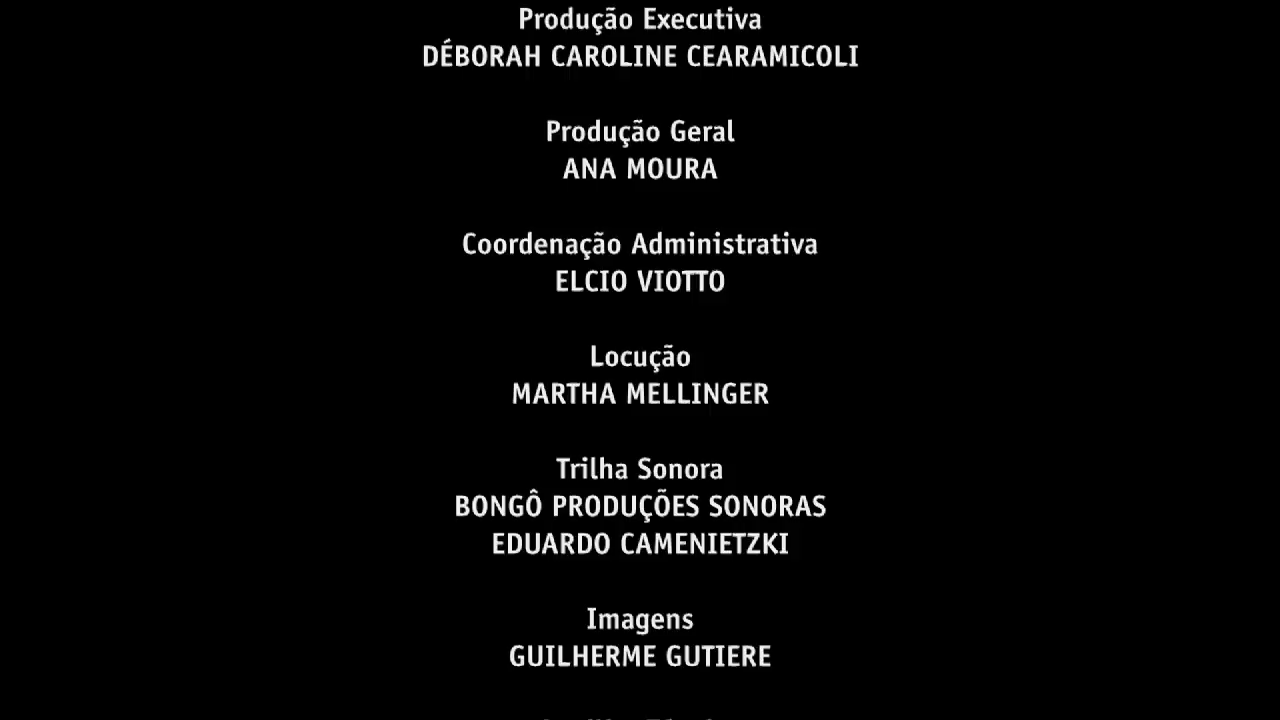 Produção Executiva
DÉBORAH CAROLINE CEARAMICOLI
Produção Geral
ANA MOURA
Coordenação Administrativa
ELCIO VIOTTO
Locução
MARTHA MELLINGER
Trilha Sonora
BONGÔ PRODUÇÕES SONORAS
EDUARDO CAMENIETZKI
Imagens
GUILHERME GUTIERE